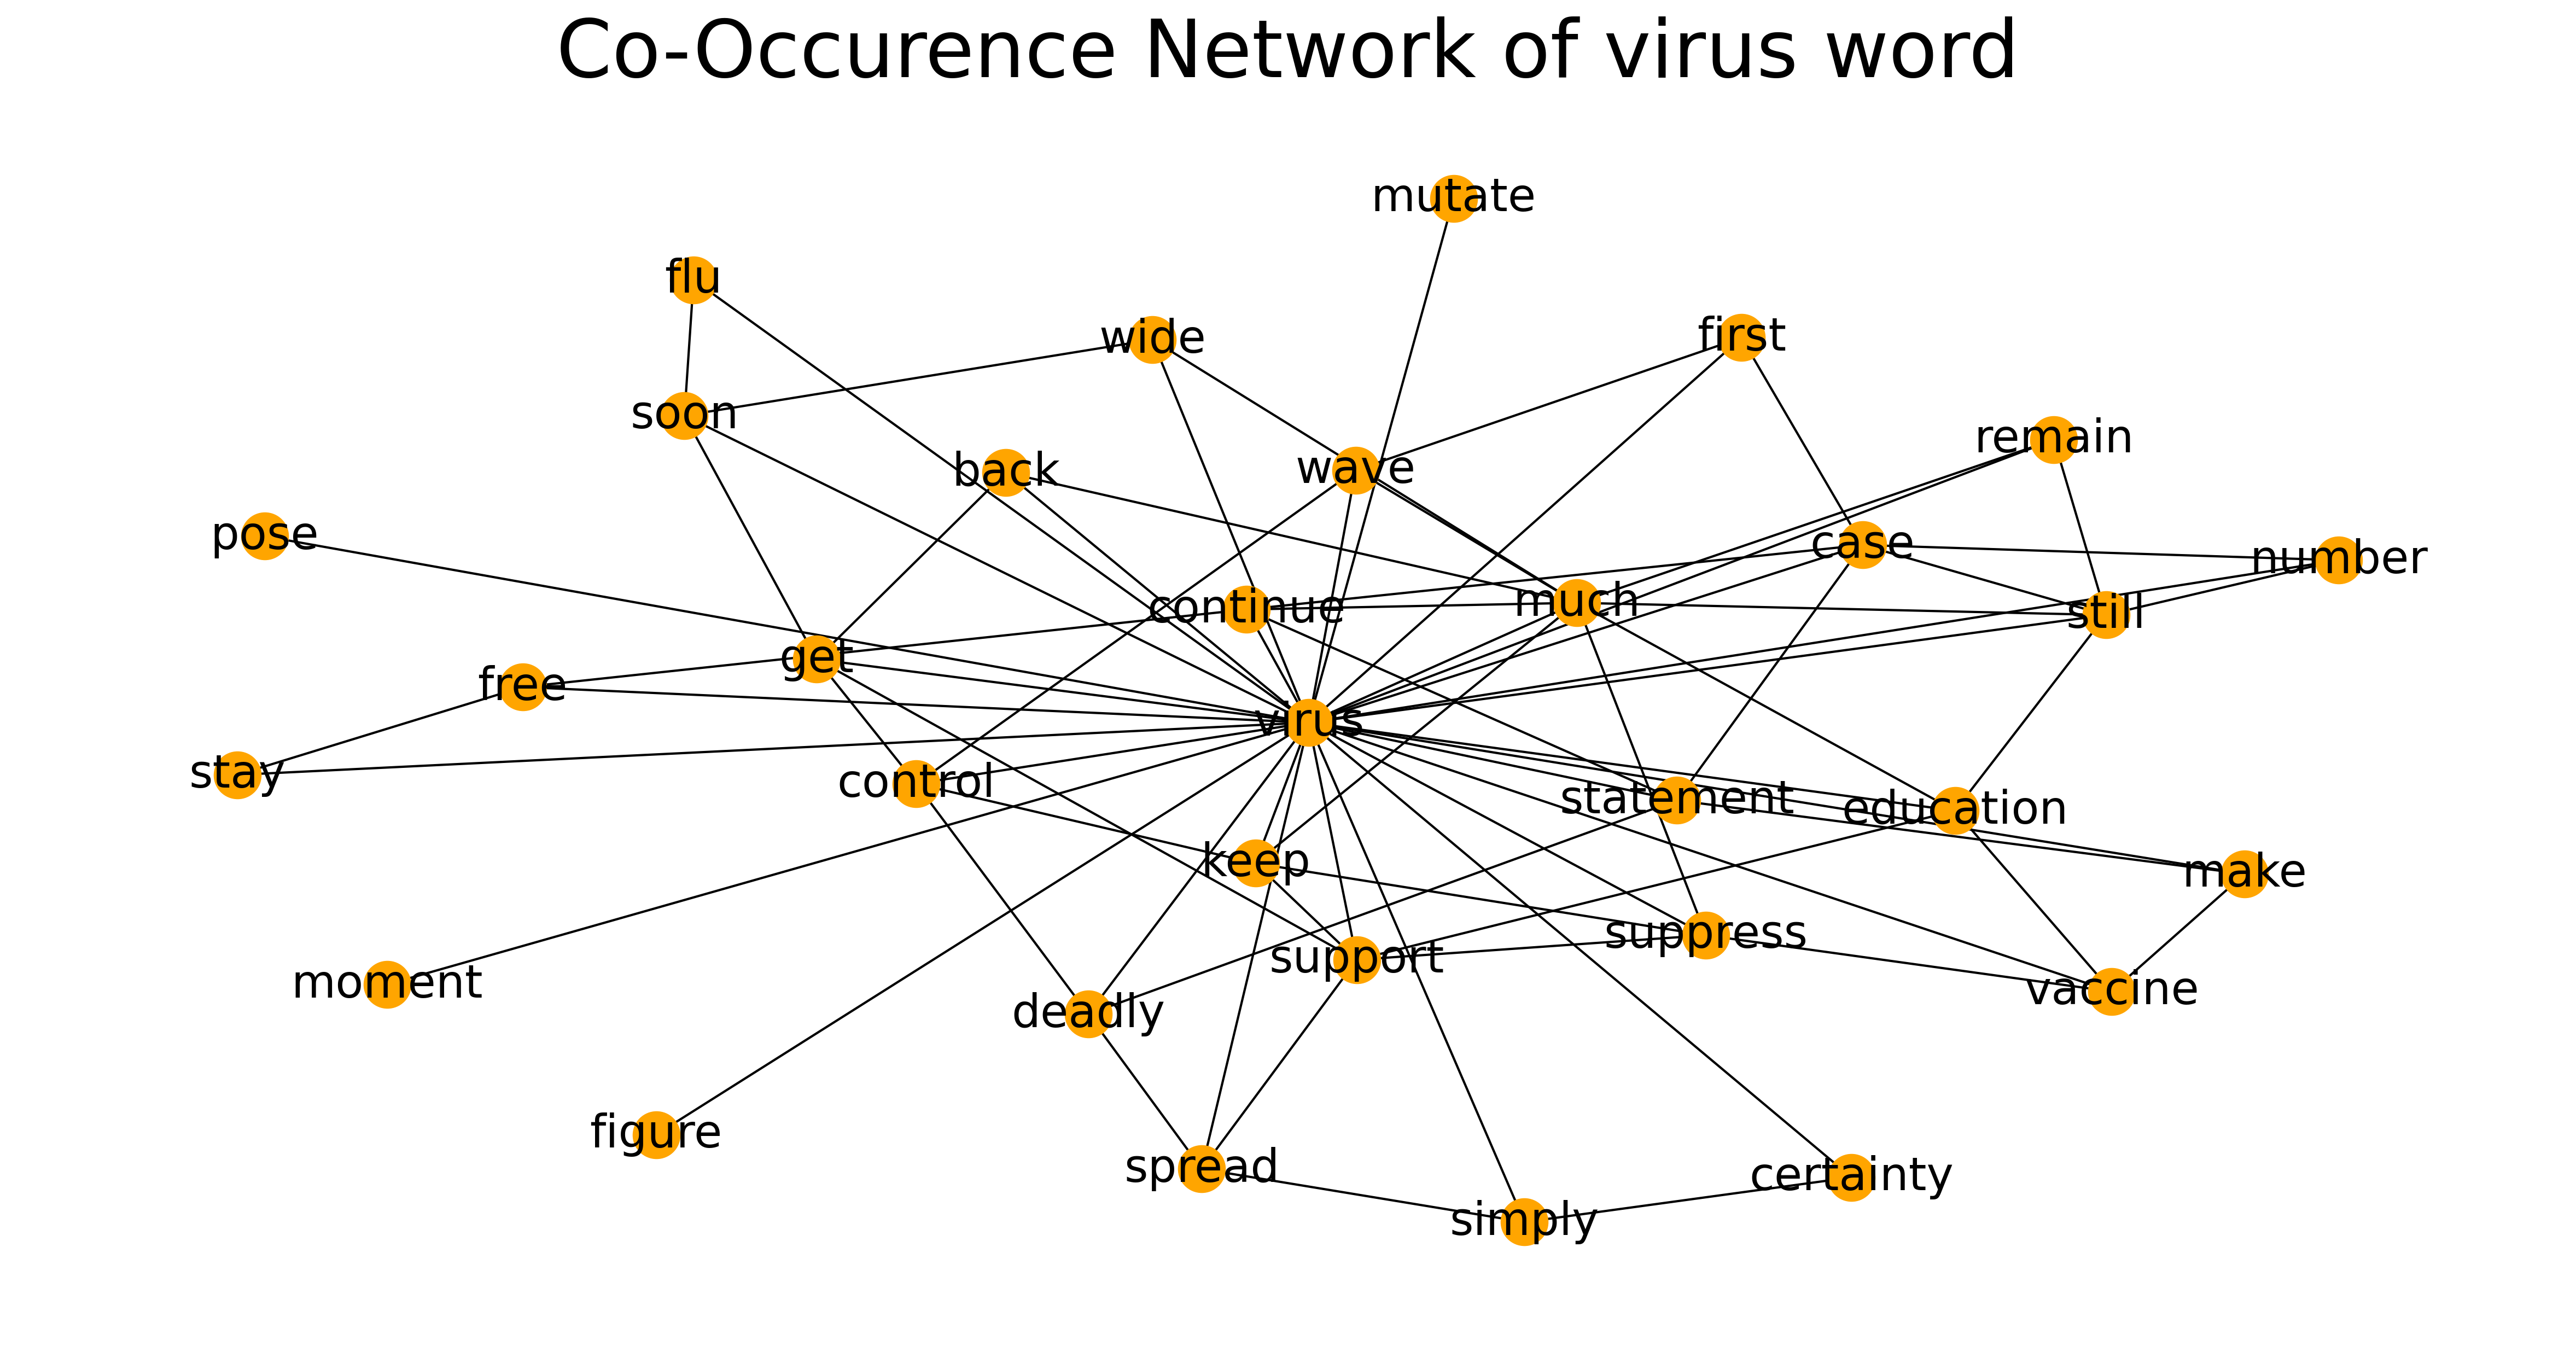 Co-Occurence Network of virus word
mutate
flu
wide
first
soon
remain
back
wave
pose
case
number
continue
much
still
get
free
virus
stay
control
statement
education
keep
make
suppress
support
moment
vaccine
deadly
figure
spread
certainty
simply